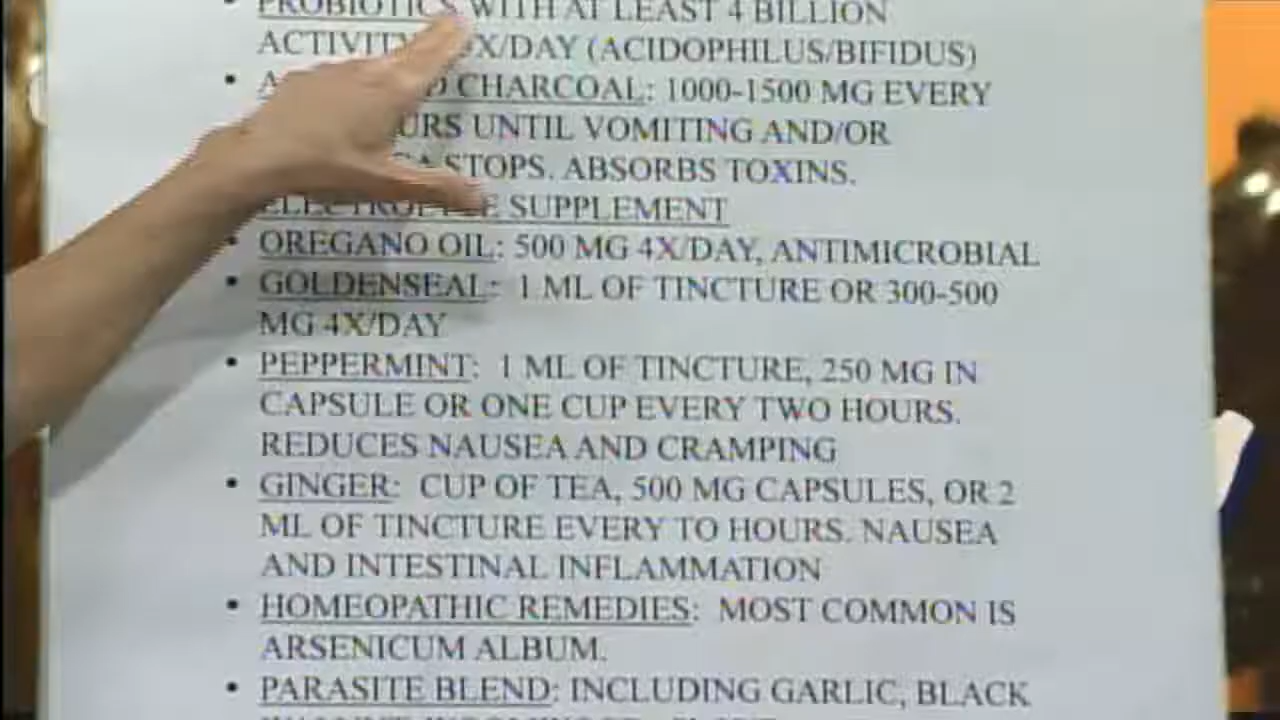 PROBIOTICS WITH AT LEAST 4 BILLION
X/DAY (ACIDOPHILUS/BIFIDUS)
CHARCOAL: 1000-1500 MG EVERY
UNTIL VOMITING AND/OR
STOPS. ABSORBS TOXINS.
ELECTROLYTE SUPPLEMENT
• OREGANO OIL: 500 MG 4X/DAY, ANTIMICROBIAL
• GOLDENSEAL: 1 ML OF TINCTURE OR 300-500
MG 4X/DAY
• PEPPERMINT: 1 ML OF TINCTURE, 250 MG IN
CAPSULE OR ONE CUP EVERY TWO HOURS.
REDUCES NAUSEA AND CRAMPING
• GINGER: CUP OF TEA, 500 MG CAPSULES, OR 2
ML OF TINCTURE EVERY TO HOURS. NAUSEA
AND INTESTINAL INFLAMMATION
• HOMEOPATHIC REMEDIES: MOST COMMON IS
ARSENICUM ALBUM.
• PARASITE BLEND: INCLUDING GARLIC, BLACK